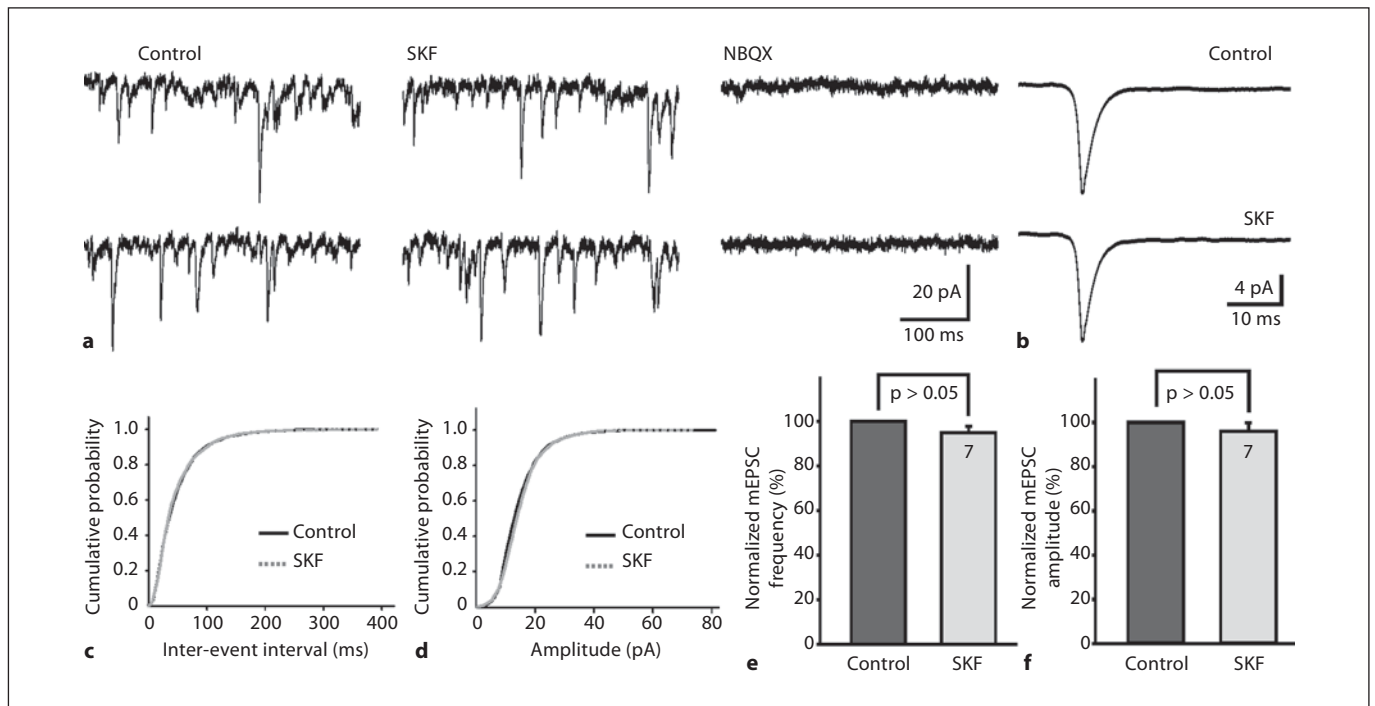 Control
SKF
NBQX
Control
SKF
20 pA
100 ms
4 pA
10 ms
a
b
Cumulative probability
1.0
0.8
0.6
0.4
0.2
0
Control
SKF
0 100 200 300 400
c
Inter-event interval (ms)
Cumulative probability
1.0
0.8
0.6
0.4
0.2
0
Control
SKF
0 20 40 60 80
d
Amplitude (pA)
Normalized mEPSC
frequency (%)
100
80
60
40
20
0
p > 0.05
7
e
Control SKF
Normalized mEPSC
amplitude (%)
100
80
60
40
20
0
p > 0.05
7
f
Control SKF